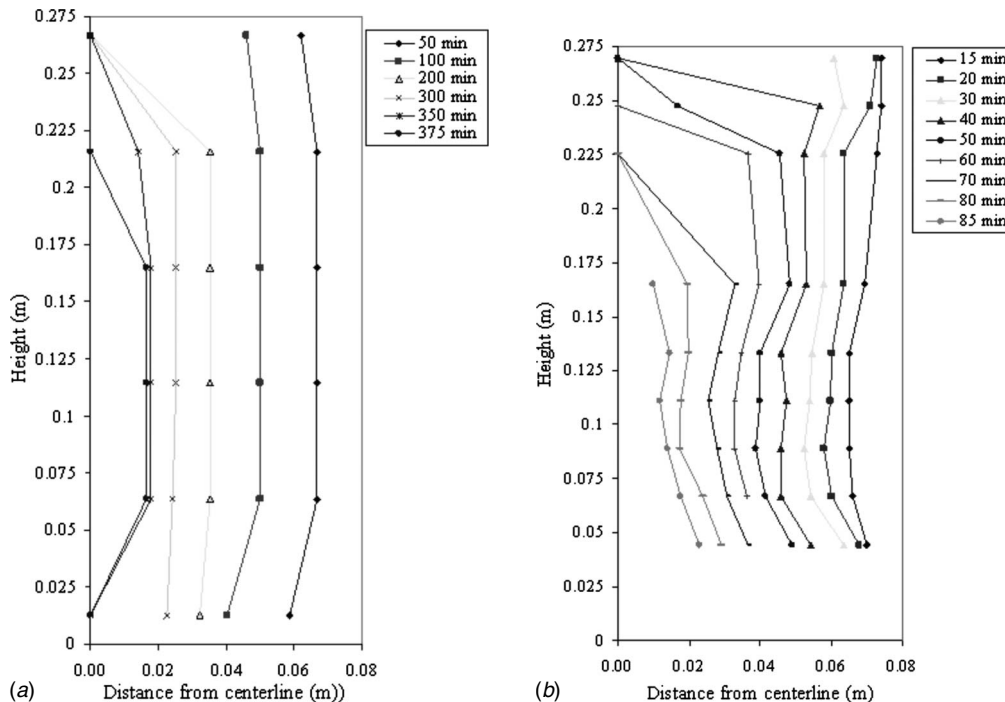 0.275
0.25
0.225
0.2
0.175
0.15
0.125
0.1
0.075
0.05
0.025
0
Height (m)
0.00 0.02 0.04 0.06 0.08
Distance from centerline (m))
(a)
50 min
100 min
200 min
300 min
350 min
375 min
0.275
0.25
0.225
0.2
0.175
0.15
0.125
0.1
0.075
0.05
0.025
0
Height (m)
0.00 0.02 0.04 0.06 0.08
Distance from centerline (m)
(b)
15 min
20 min
30 min
40 min
50 min
60 min
70 min
80 min
85 min